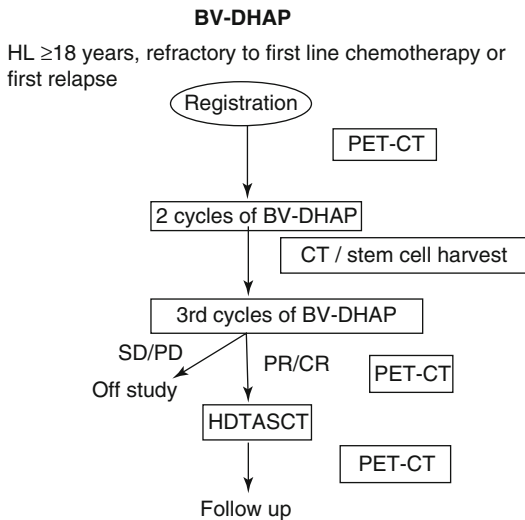 BV-DHAP
HL ≥18 years, refractory to first line chemotherapy or
first relapse
Registration
PET-CT
2 cycles of BV-DHAP
CT / stem cell harvest
3rd cycles of BV-DHAP
SD/PD
PR/CR
PET-CT
Off study
HDTASCT
PET-CT
Follow up